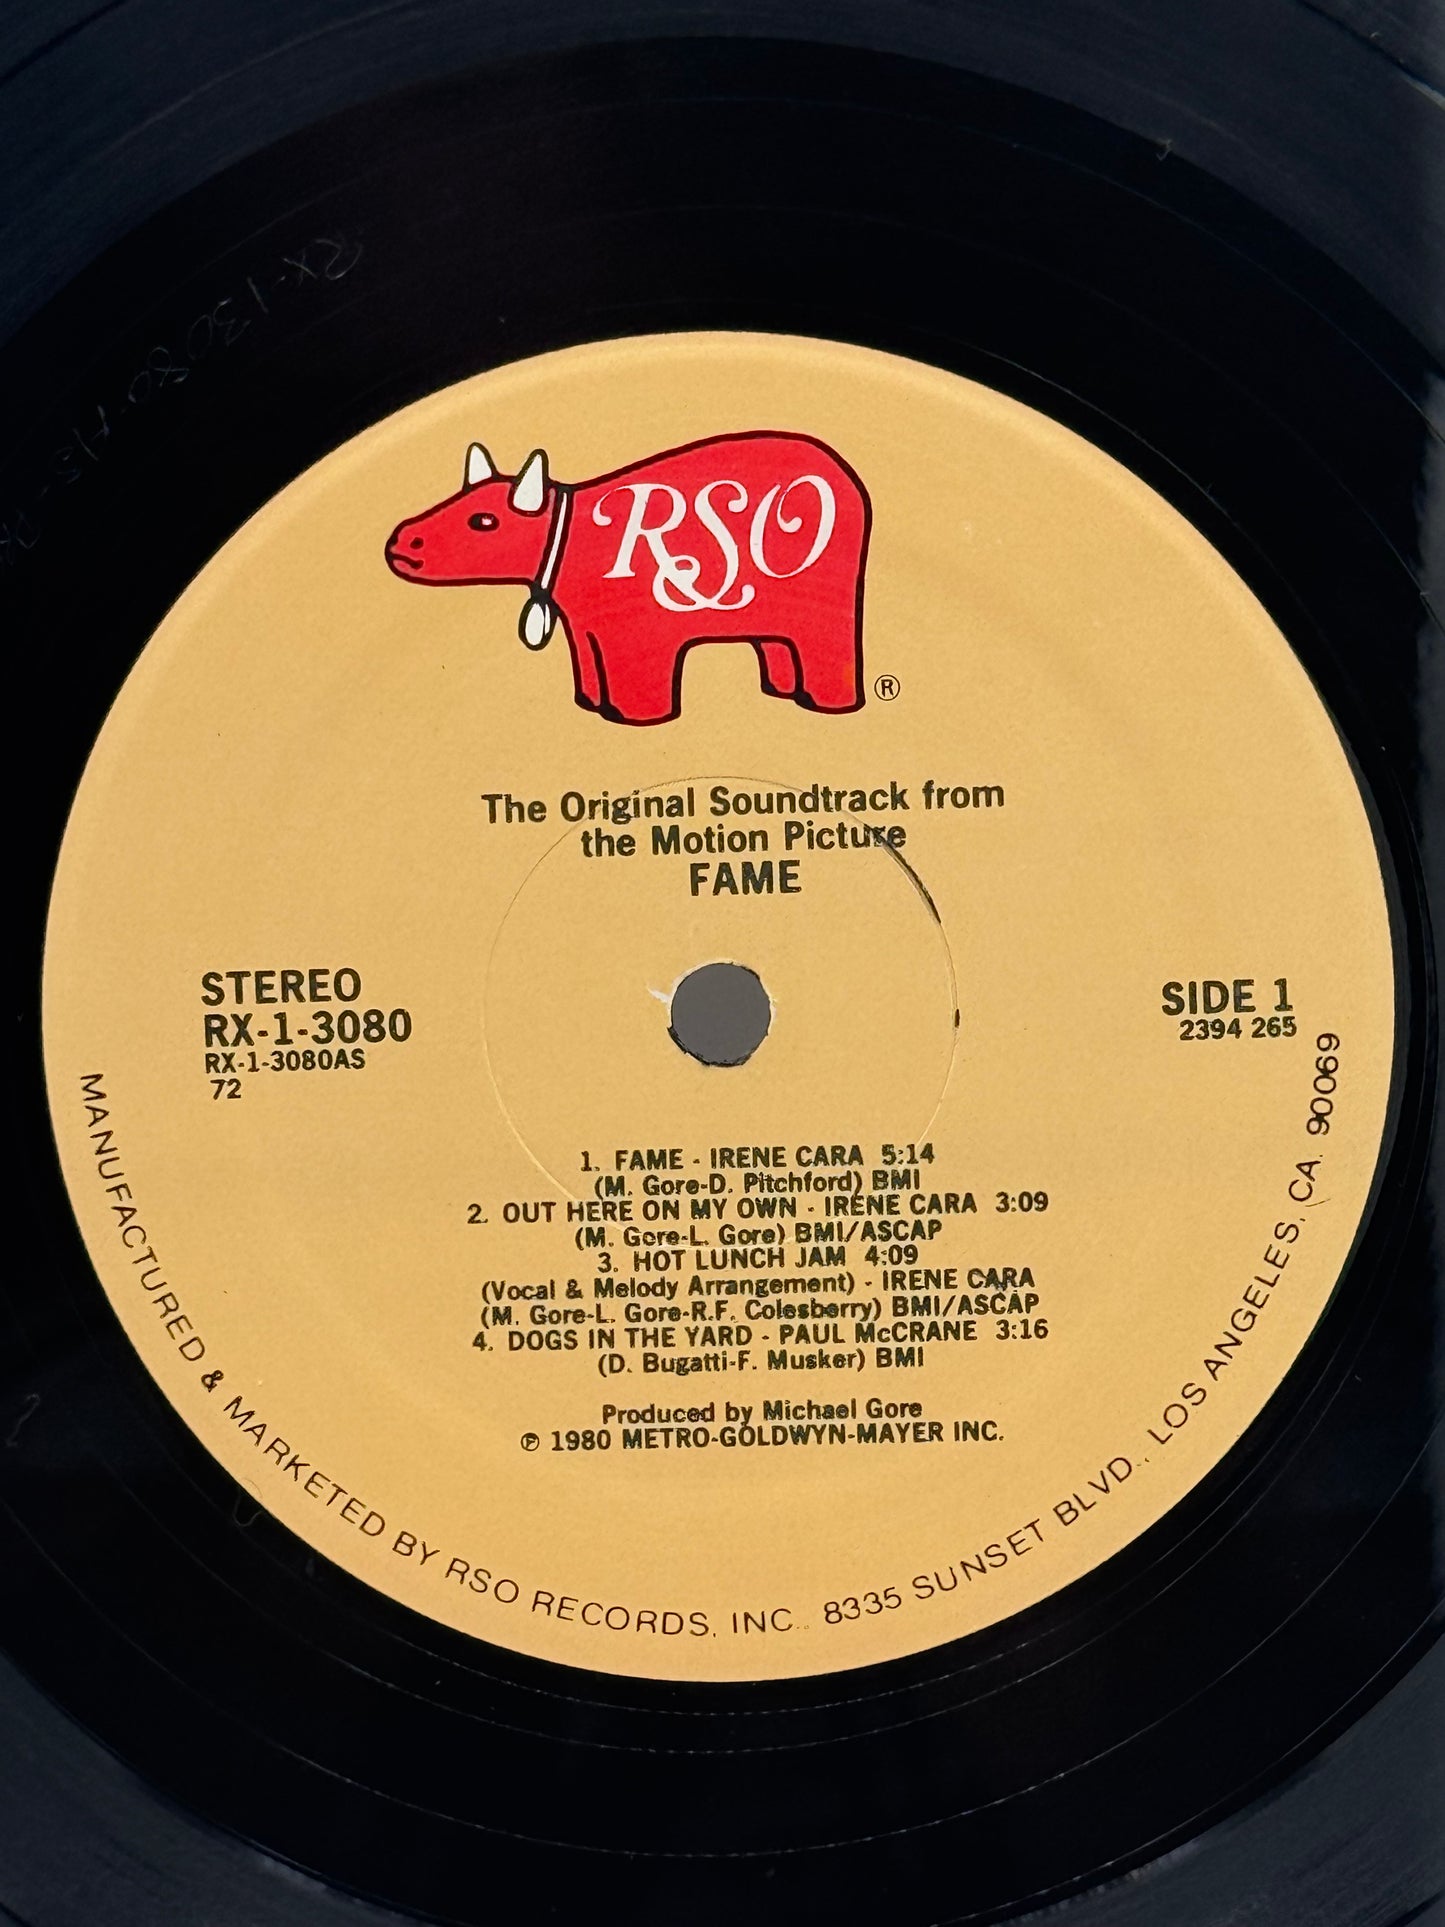 RX-1-3080-AS
RSO
®
The Original Soundtrack from
the Motion Picture
FAME
STEREO
RX-1-3080
RX-1-3080AS
72
SIDE 1
2394 265
1. FAME - IRENE CARA 5:14
(M. Gore-D. Pitchford) BMI
2. OUT HERE ON MY OWN - IRENE CARA 3:09
(M. Gore-L. Gore) BMI/ASCAP
3. HOT LUNCH JAM 4:09
(Vocal & Melody Arrangement) - IRENE CARA
(M. Gore-L. Gore-R.F. Colesberry) BMI/ASCAP
4. DOGS IN THE YARD - PAUL McCRANE 3:16
(D. Bugatti-F. Musker) BMI
Produced by Michael Gore
℗ 1980 METRO-GOLDWYN-MAYER INC.
MANUFACTURED & MARKETED BY RSO RECORDS, INC. 8335 SUNSET BLVD., LOS ANGELES, CA. 90069